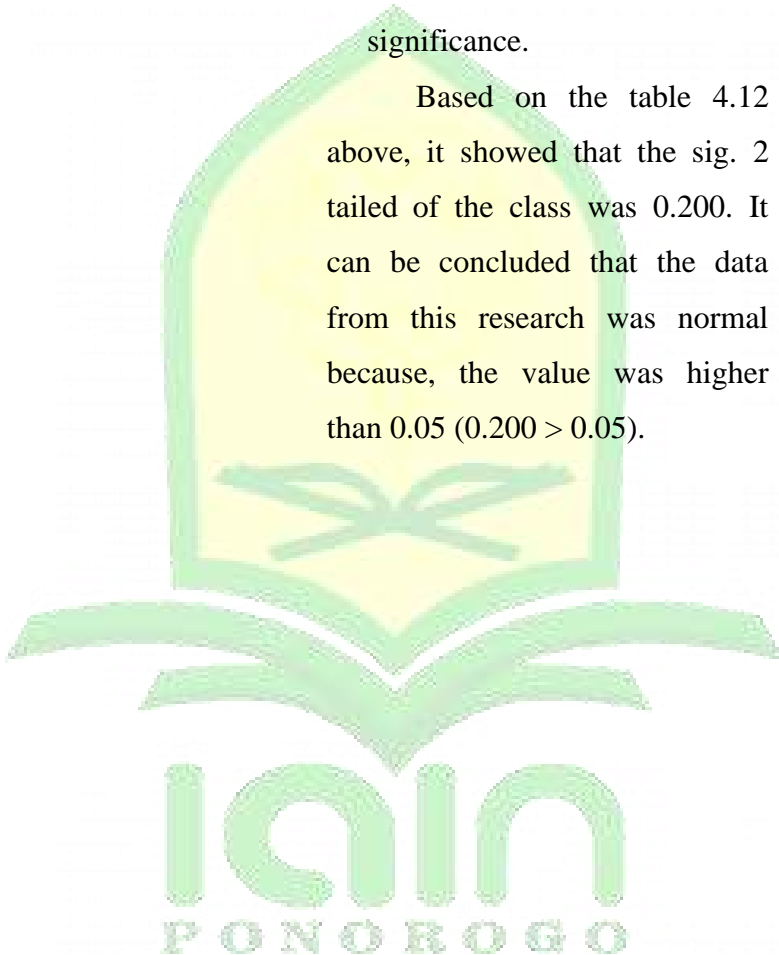 significance.
Based on the table 4.12
above, it showed that the sig. 2
tailed of the class was 0.200. It
can be concluded that the data
from this research was normal
because, the value was higher
than 0.05 (0.200 > 0.05).
iain
PONOROGO